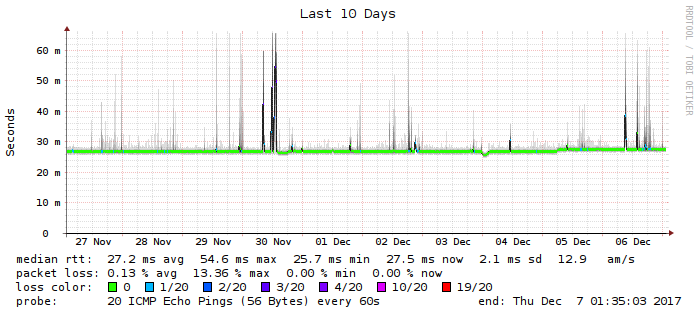 Last 10 Days
RRDTOOL / TOBI OETIKER
Seconds
60 m
50 m
40 m
30 m
20 m
10 m
0
27 Nov 28 Nov 29 Nov 30 Nov 01 Dec 02 Dec 03 Dec 04 Dec 05 Dec 06 Dec
median rtt: 27.2 ms avg 54.6 ms max 25.7 ms min 27.5 ms now 2.1 ms sd 12.9 am/s
packet loss: 0.13 % avg 13.36 % max 0.00 % min 0.00 % now
loss color: 0 1/20 2/20 3/20 4/20 10/20 19/20
probe: 20 ICMP Echo Pings (56 Bytes) every 60s end: Thu Dec 7 01:35:03 2017